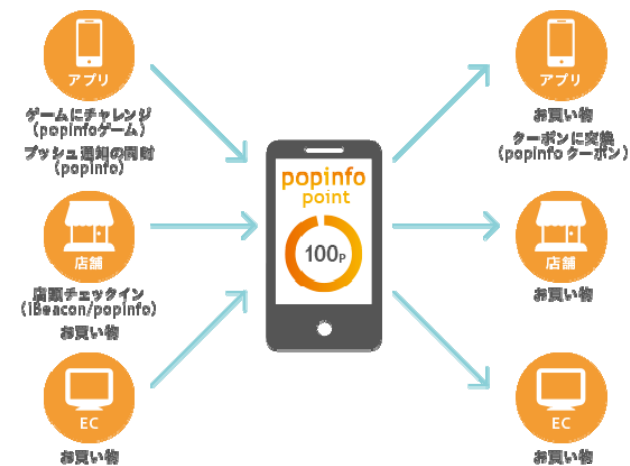 アプリ
ゲームにチャレンジ
(popinfoゲーム)
プッシュ通知の開封
(popinfo)
店舗
店頭チェックイン
(iBeacon/popinfo)
お買い物
EC
お買い物
popinfo
point
100P
アプリ
お買い物
クーポンに変換
(popinfo クーポン)
店舗
お買い物
EC
お買い物